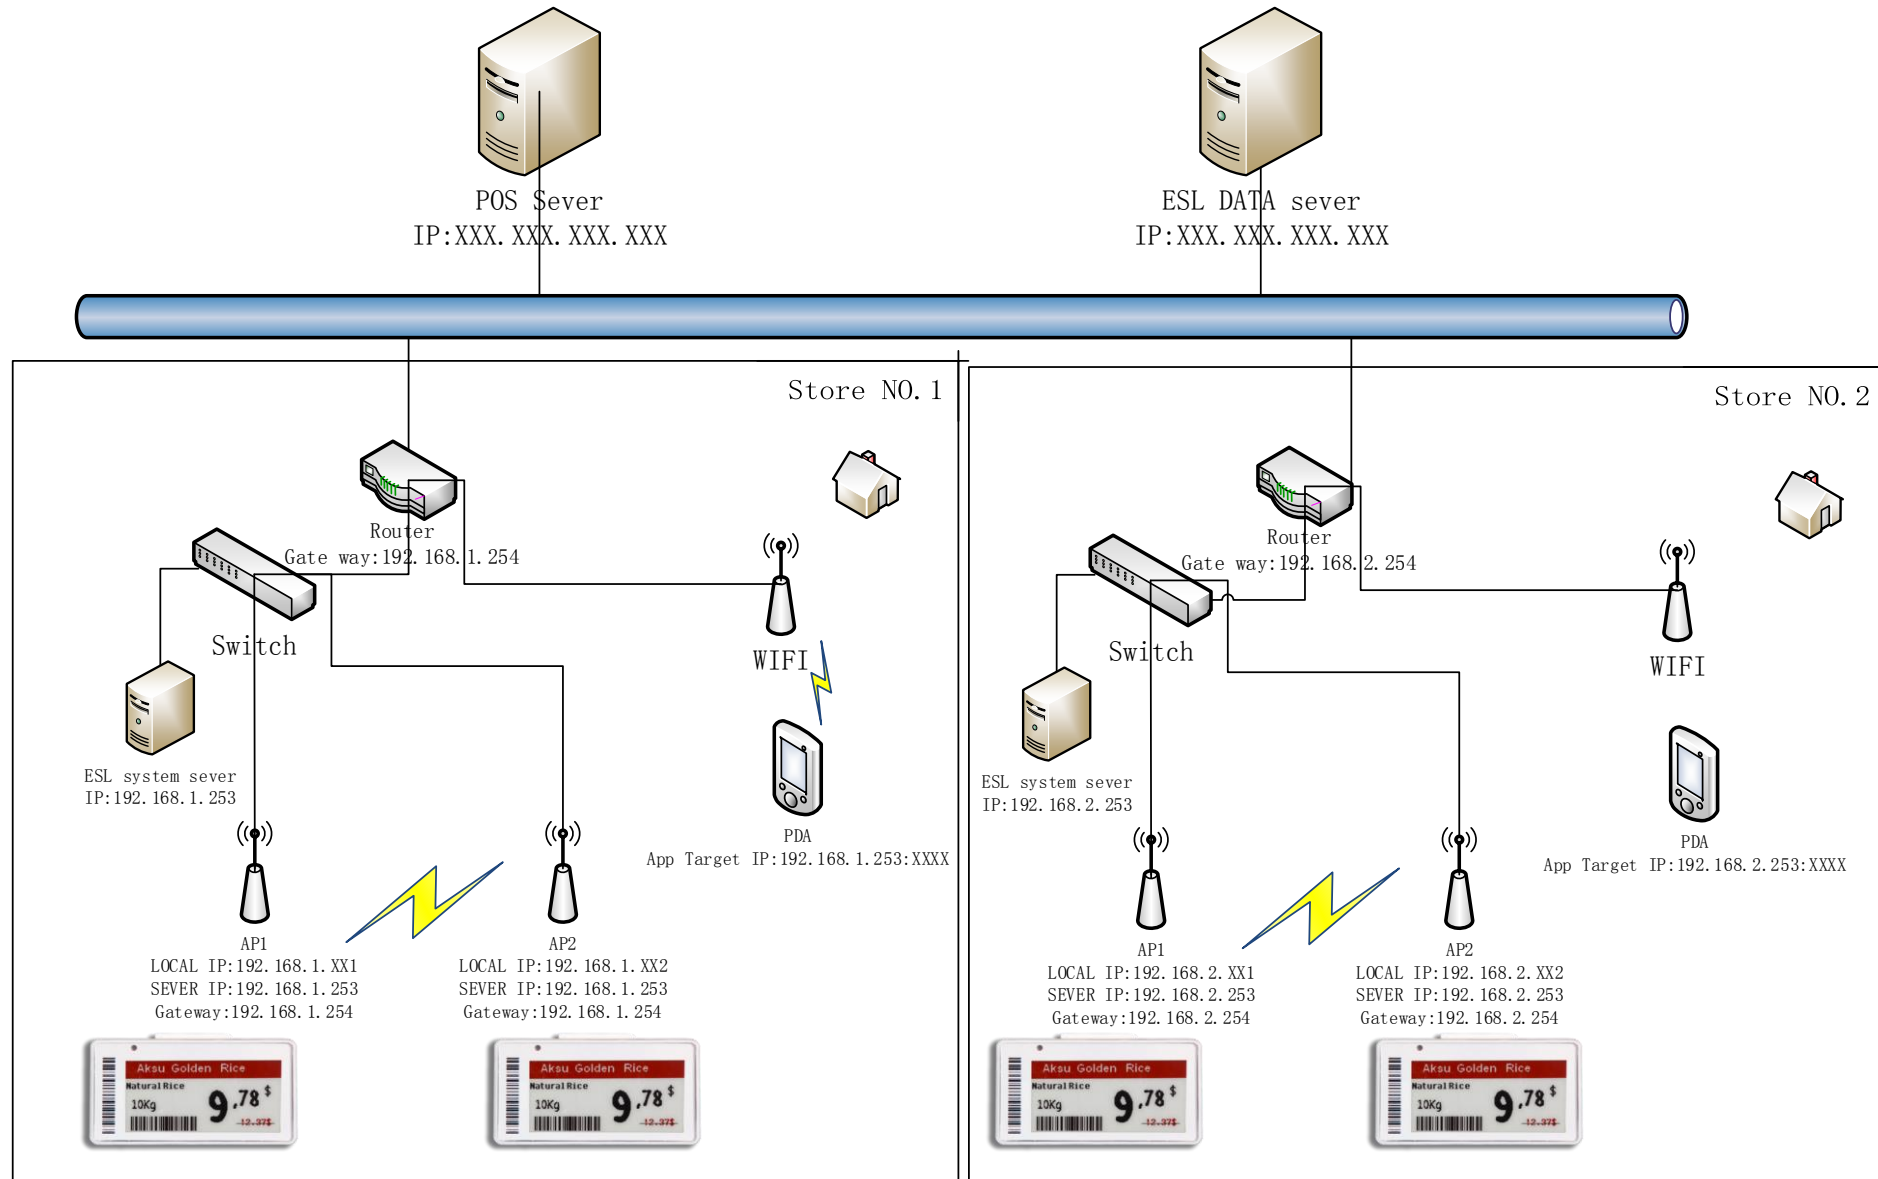 POS Sever
IP:XXX.XXX.XXX.XXX
ESL DATA sever
IP:XXX.XXX.XXX.XXX
Store NO.1
Router
Gate way:192.168.1.254
Switch
WIFI
ESL system sever
IP:192.168.1.253
PDA
App Target IP:192.168.1.253:XXXX
AP1
LOCAL IP:192.168.1.XX1
SEVER IP:192.168.1.253
Gateway:192.168.1.254
AP2
LOCAL IP:192.168.1.XX2
SEVER IP:192.168.1.253
Gateway:192.168.1.254
Aksu Golden Rice
Natural Rice
10Kg
9.78 $
12.37$
Aksu Golden Rice
Natural Rice
10Kg
9.78 $
12.37$
Store NO.2
Router
Gate way:192.168.2.254
Switch
WIFI
ESL system sever
IP:192.168.2.253
PDA
App Target IP:192.168.2.253:XXXX
AP1
LOCAL IP:192.168.2.XX1
SEVER IP:192.168.2.253
Gateway:192.168.2.254
AP2
LOCAL IP:192.168.2.XX2
SEVER IP:192.168.2.253
Gateway:192.168.2.254
Aksu Golden Rice
Natural Rice
10Kg
9.78 $
12.37$
Aksu Golden Rice
Natural Rice
10Kg
9.78 $
12.37$